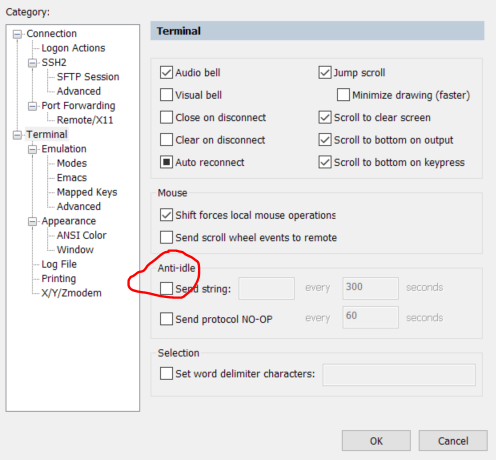 Category:
Connection
Logon Actions
SSH2
SFTP Session
Advanced
Port Forwarding
Remote/X11
Terminal
Emulation
Modes
Emacs
Mapped Keys
Advanced
Appearance
ANSI Color
Window
Log File
Printing
X/Y/Zmodem
Terminal
Audio bell
Jump scroll
Visual bell
Minimize drawing (faster)
Close on disconnect
Scroll to clear screen
Clear on disconnect
Scroll to bottom on output
Auto reconnect
Scroll to bottom on keypress
Mouse
Shift forces local mouse operations
Send scroll wheel events to remote
Anti-idle
Send string: every 300 seconds
Send protocol NO-OP every 60 seconds
Selection
Set word delimiter characters:
OK Cancel